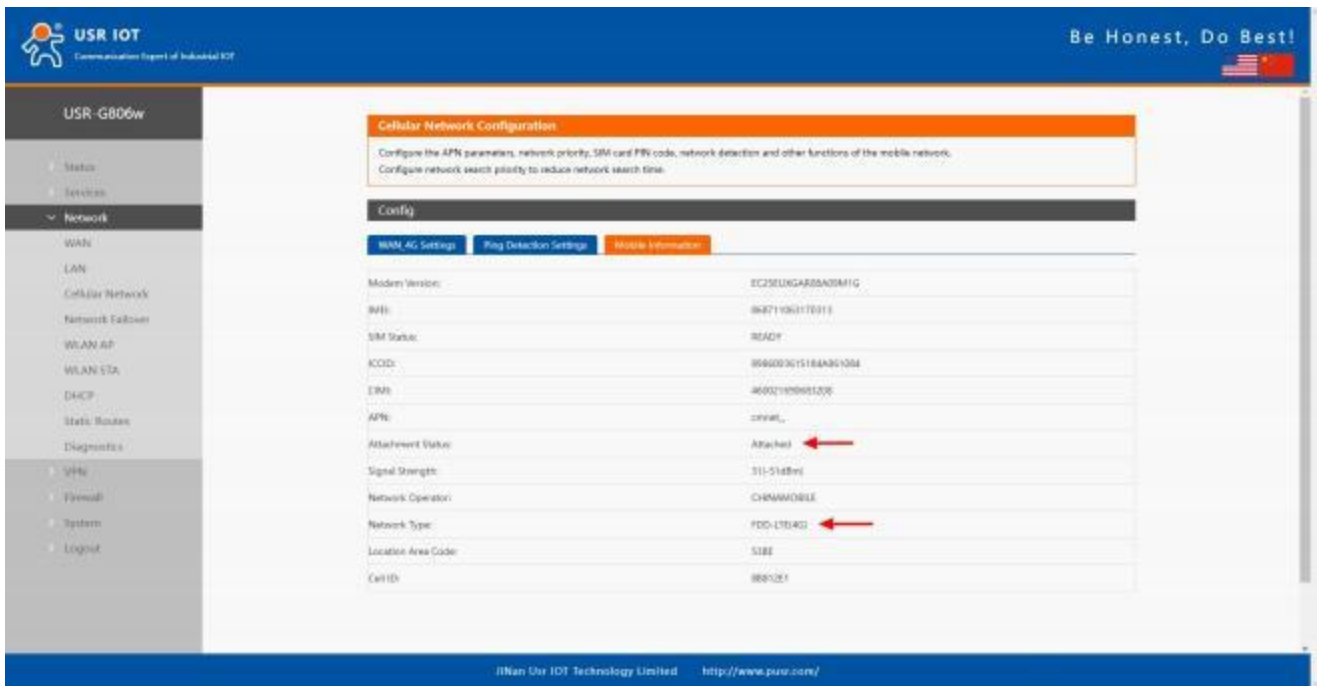 USR IOT
Communication Expert of Industrial IOT
Be Honest, Do Best!
USR-G806w
Status
Services
Network
WAN
LAN
Cellular Network
Network Failover
WLAN AP
WLAN STA
DHCP
Static Routes
Diagnostics
VPN
Firewall
System
Logout
Cellular Network Configuration
Configure the APN parameters, network priority, SIM card PIN code, network detection and other functions of the mobile network.
Configure network search priority to reduce network search time.
Config
WAN_4G Settings Ping Detection Settings Mobile Information
Modem Version:
IMEI:
SIM Status: READY
ICCID:
CIMI:
APN:
Attachment Status: Attached
Signal Strength: 31(-51dBm)
Network Operator: CHINAMOBILE
Network Type: FDD-LTE(4G)
Location Area Code:
Cell ID:
JINan Usr IOT Technology Limited http://www.pusr.com/